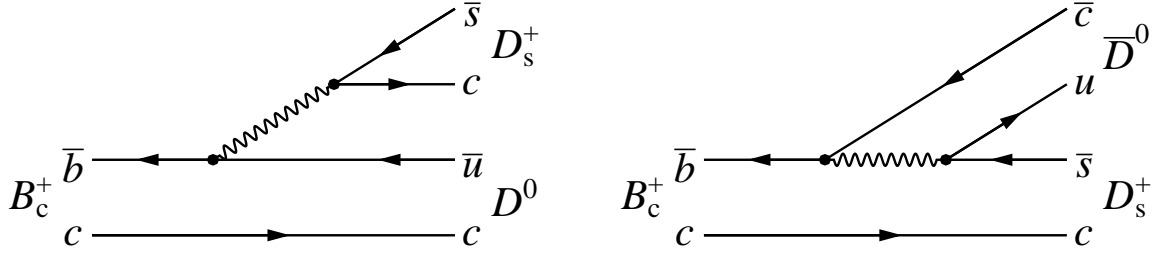 s̅ c̅
D_s^+ D̅^0
c u
b̅ u̅ b̅ s̅
B_c^+ D^0 B_c^+ D_s^+
c c c c